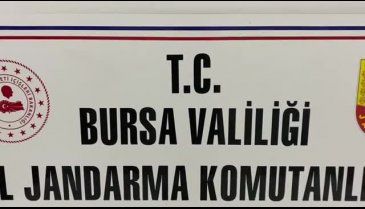 T.C.
BURSA VALİLİĞİ
L JANDARMA KOMUTANL